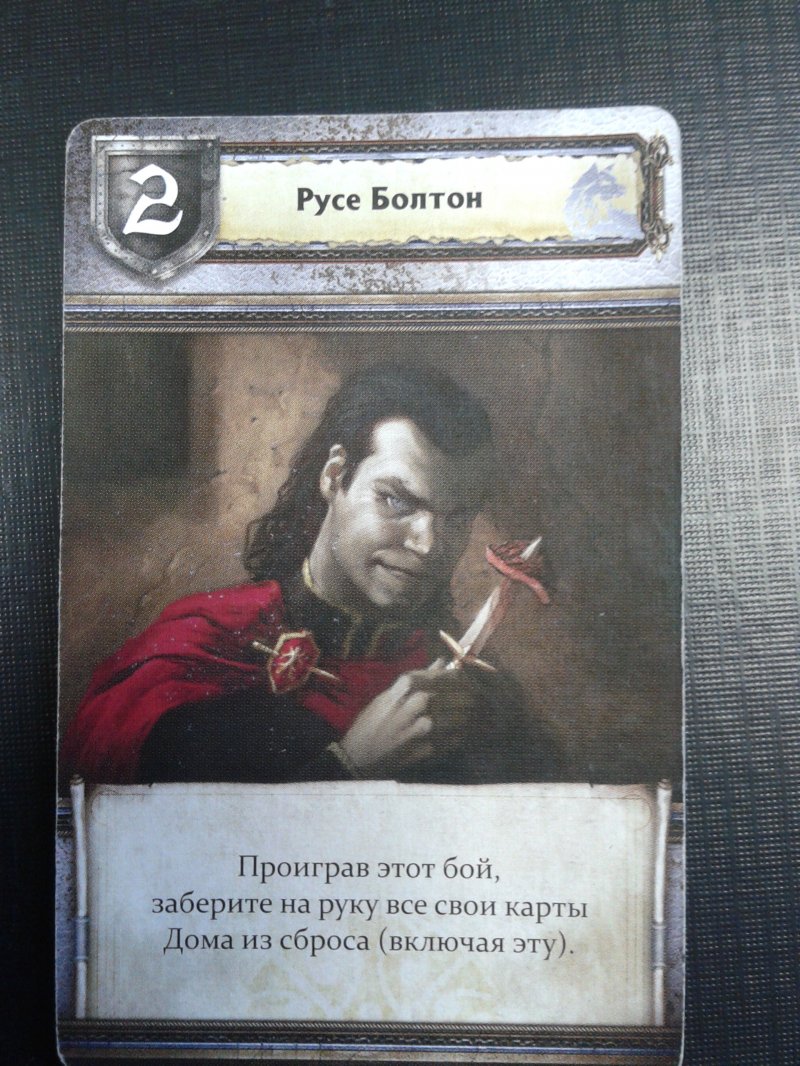 2
Русе Болтон
Проиграв этот бой,
заберите на руку все свои карты
Дома из сброса (включая эту).